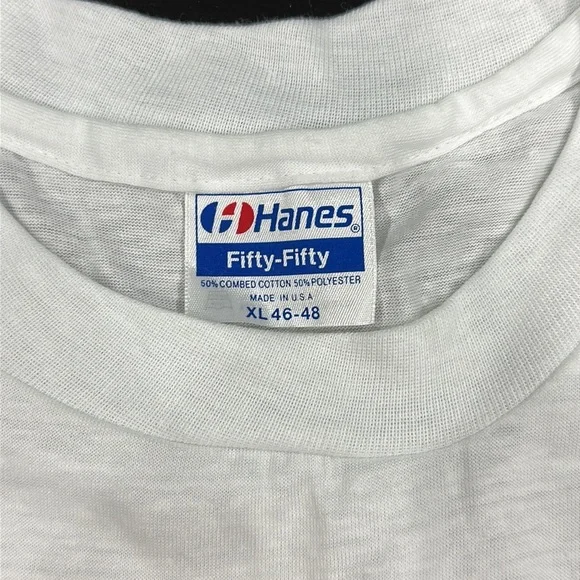 Hanes®
Fifty-Fifty
50% COMBED COTTON 50% POLYESTER
MADE IN U.S.A
XL 46-48